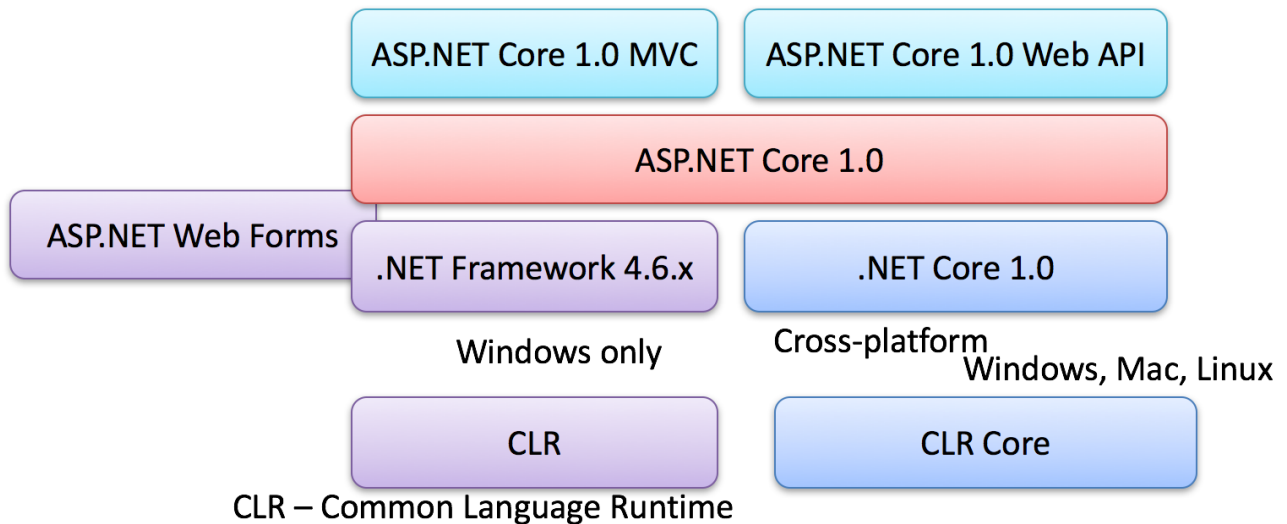 ASP.NET Core 1.0 MVC
ASP.NET Core 1.0 Web API
ASP.NET Core 1.0
ASP.NET Web Forms
.NET Framework 4.6.x
.NET Core 1.0
Windows only
Cross-platform
Windows, Mac, Linux
CLR
CLR Core
CLR – Common Language Runtime